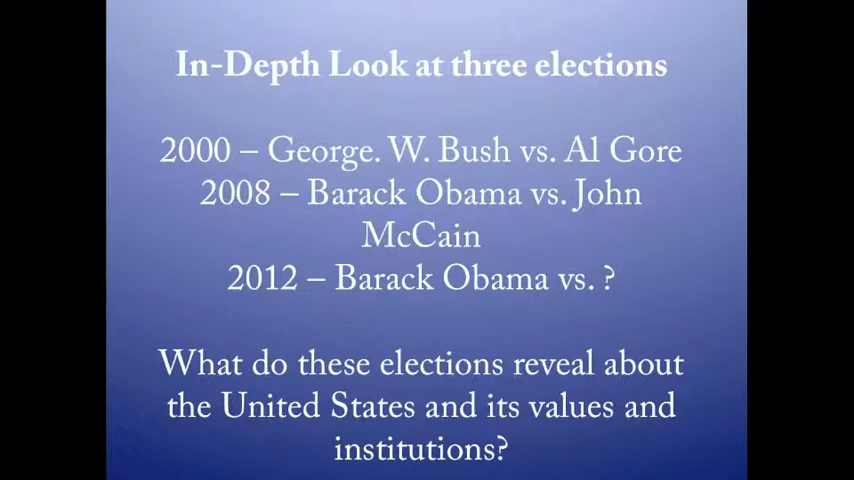 In-Depth Look at three elections
2000 – George. W. Bush vs. Al Gore
2008 – Barack Obama vs. John
McCain
2012 – Barack Obama vs. ?
What do these elections reveal about
the United States and its values and
institutions?